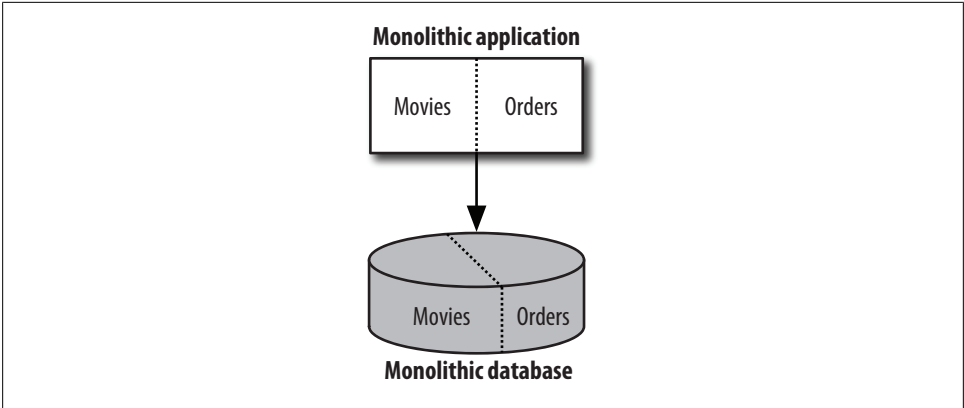 Monolithic application
Movies Orders
Movies Orders
Monolithic database